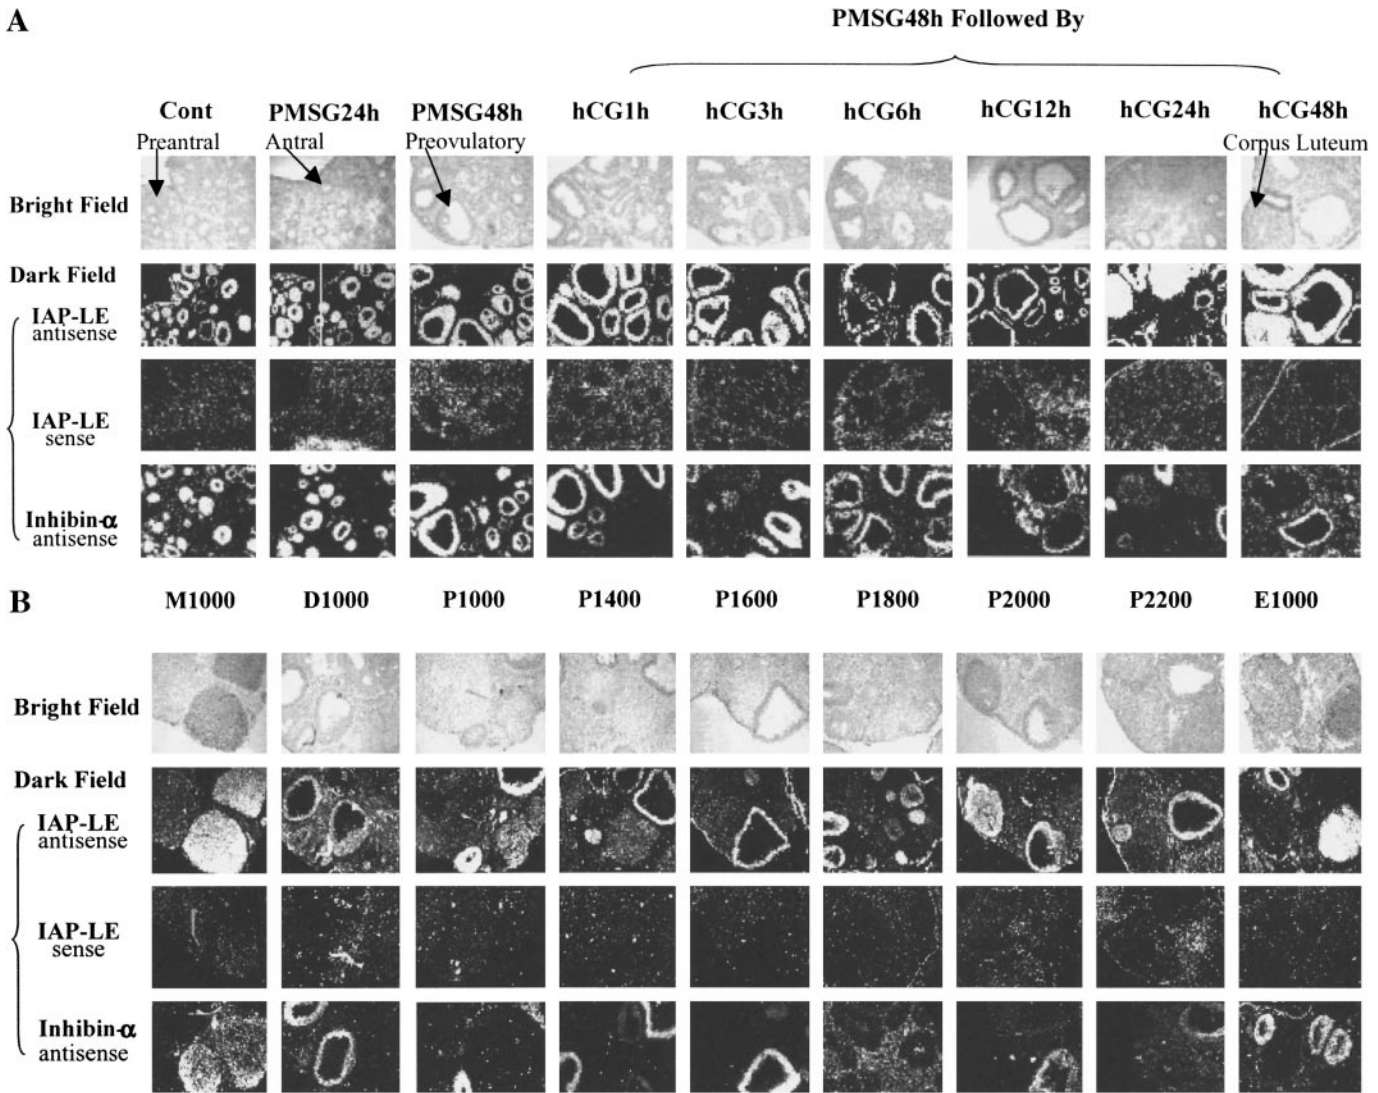 A
PMSG48h Followed By
Cont PMSG24h PMSG48h hCG1h hCG3h hCG6h hCG12h hCG24h hCG48h
Preantral Antral Preovulatory Corpus Luteum
Bright Field
Dark Field
IAP-LE
antisense
IAP-LE
sense
Inhibin-α
antisense
B
M1000 D1000 P1000 P1400 P1600 P1800 P2000 P2200 E1000
Bright Field
Dark Field
IAP-LE
antisense
IAP-LE
sense
Inhibin-α
antisense